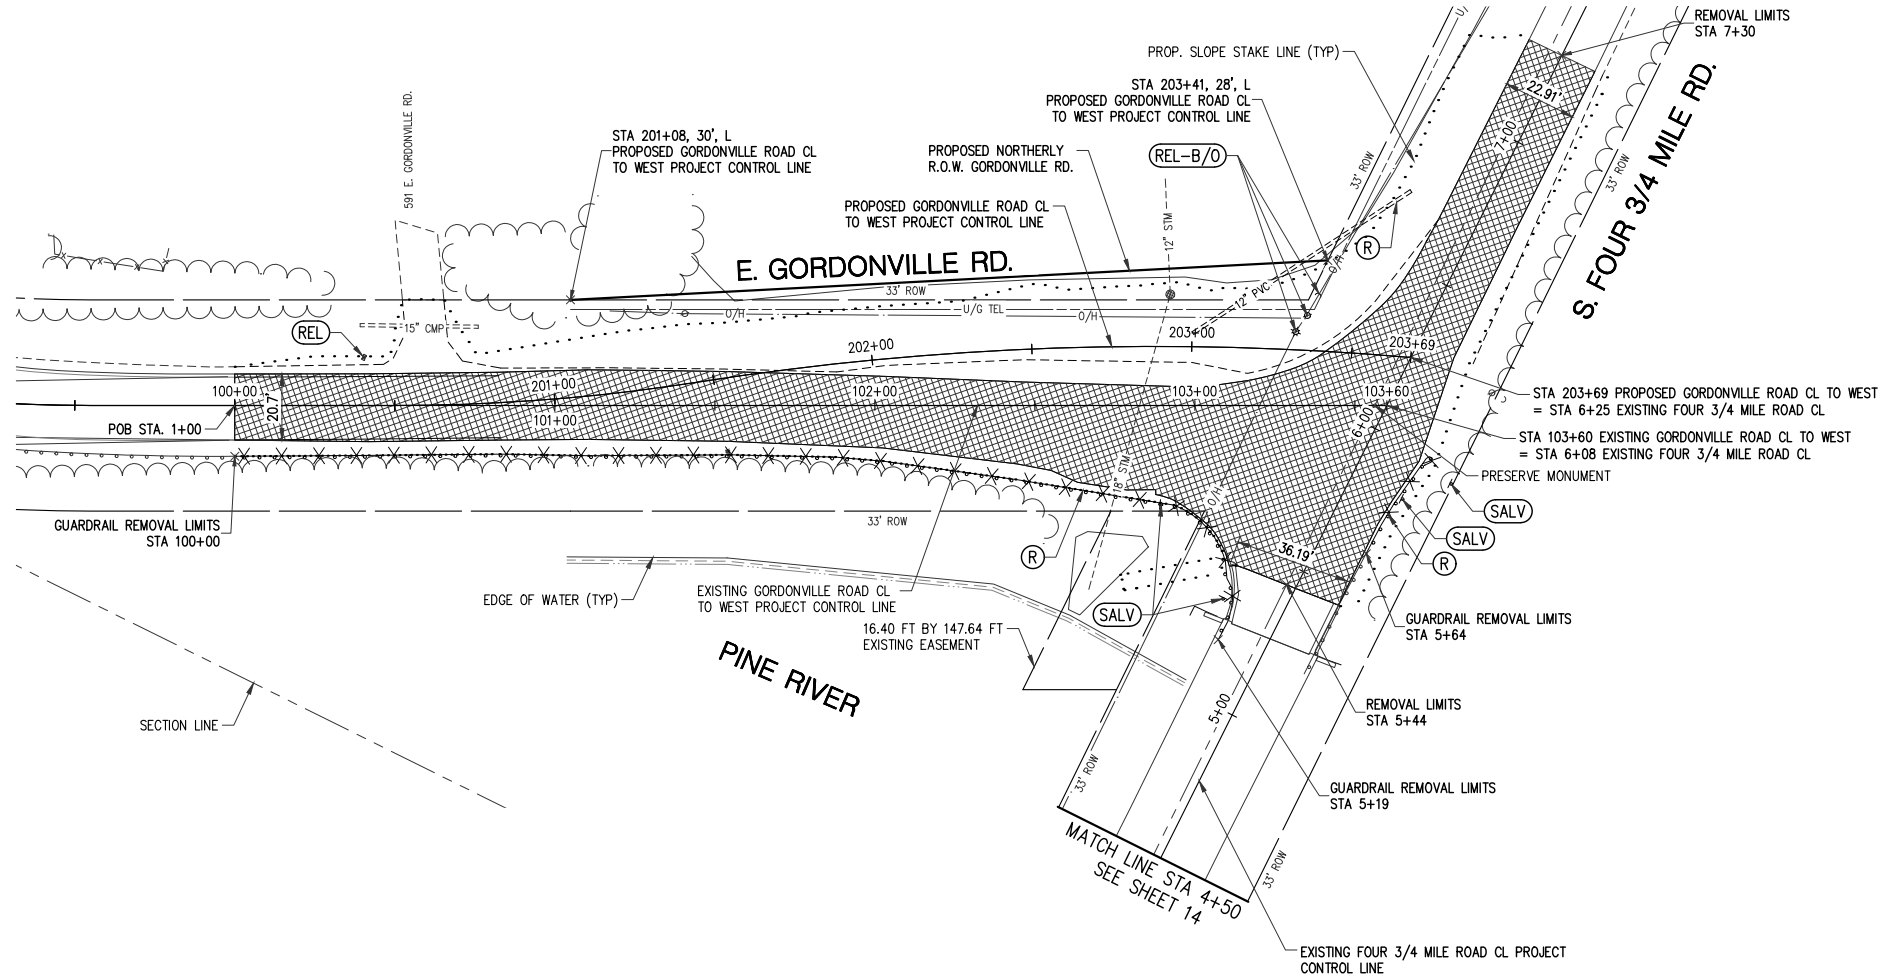 REMOVAL LIMITS
STA 7+30
PROP. SLOPE STAKE LINE (TYP)
STA 203+41, 28', L
PROPOSED GORDONVILLE ROAD CL
TO WEST PROJECT CONTROL LINE
22.91'
7+00
S. FOUR 3/4 MILE RD.
33' ROW
33' ROW
591 E. GORDONVILLE RD.
STA 201+08, 30', L
PROPOSED GORDONVILLE ROAD CL
TO WEST PROJECT CONTROL LINE
PROPOSED NORTHERLY
R.O.W. GORDONVILLE RD.
REL-B/O
PROPOSED GORDONVILLE ROAD CL
TO WEST PROJECT CONTROL LINE
12" STM
R
E. GORDONVILLE RD.
O/H
33' ROW
12" PVC
U/G TEL
O/H
O/H
REL
15" CMP
202+00
203+00
203+69
100+00
201+00
102+00
103+00
103+60
20.7'
101+00
6+00
POB STA. 1+00
STA 203+69 PROPOSED GORDONVILLE ROAD CL TO WEST
= STA 6+25 EXISTING FOUR 3/4 MILE ROAD CL
STA 103+60 EXISTING GORDONVILLE ROAD CL TO WEST
= STA 6+08 EXISTING FOUR 3/4 MILE ROAD CL
PRESERVE MONUMENT
18" STM
O/H
SALV
SALV
R
GUARDRAIL REMOVAL LIMITS
STA 100+00
33' ROW
R
36.19'
EDGE OF WATER (TYP)
EXISTING GORDONVILLE ROAD CL
TO WEST PROJECT CONTROL LINE
SALV
16.40 FT BY 147.64 FT
EXISTING EASEMENT
GUARDRAIL REMOVAL LIMITS
STA 5+64
PINE RIVER
SECTION LINE
5+00
REMOVAL LIMITS
STA 5+44
33' ROW
GUARDRAIL REMOVAL LIMITS
STA 5+19
MATCH LINE STA 4+50
SEE SHEET 14
33' ROW
EXISTING FOUR 3/4 MILE ROAD CL PROJECT
CONTROL LINE